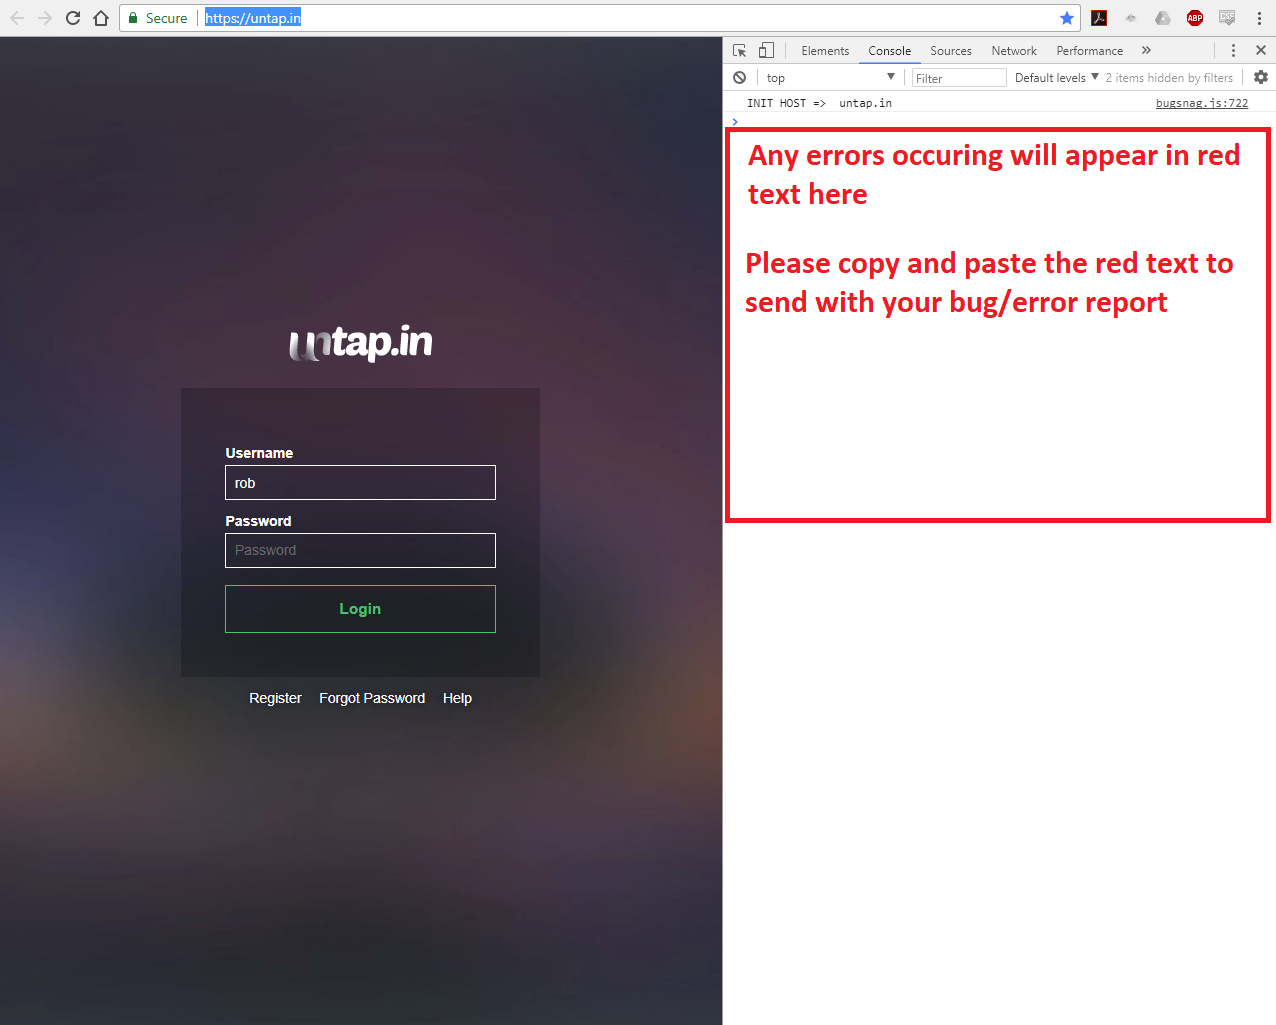 Secure https://untap.in
ABP
CSS
Elements Console Sources Network Performance »
top Filter Default levels 2 items hidden by filters
INIT HOST => untap.in bugsnag.js:722
Any errors occuring will appear in red
text here
Please copy and paste the red text to
send with your bug/error report
untap.in
Username
rob
Password
Password
Login
Register Forgot Password Help